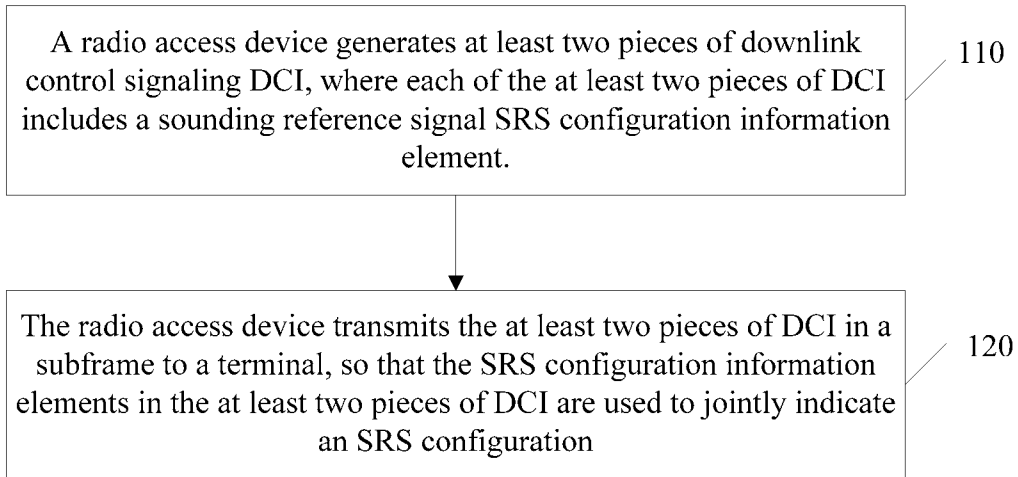 A radio access device generates at least two pieces of downlink
control signaling DCI, where each of the at least two pieces of DCI
includes a sounding reference signal SRS configuration information
element.
110
The radio access device transmits the at least two pieces of DCI in a
subframe to a terminal, so that the SRS configuration information
elements in the at least two pieces of DCI are used to jointly indicate
an SRS configuration
120